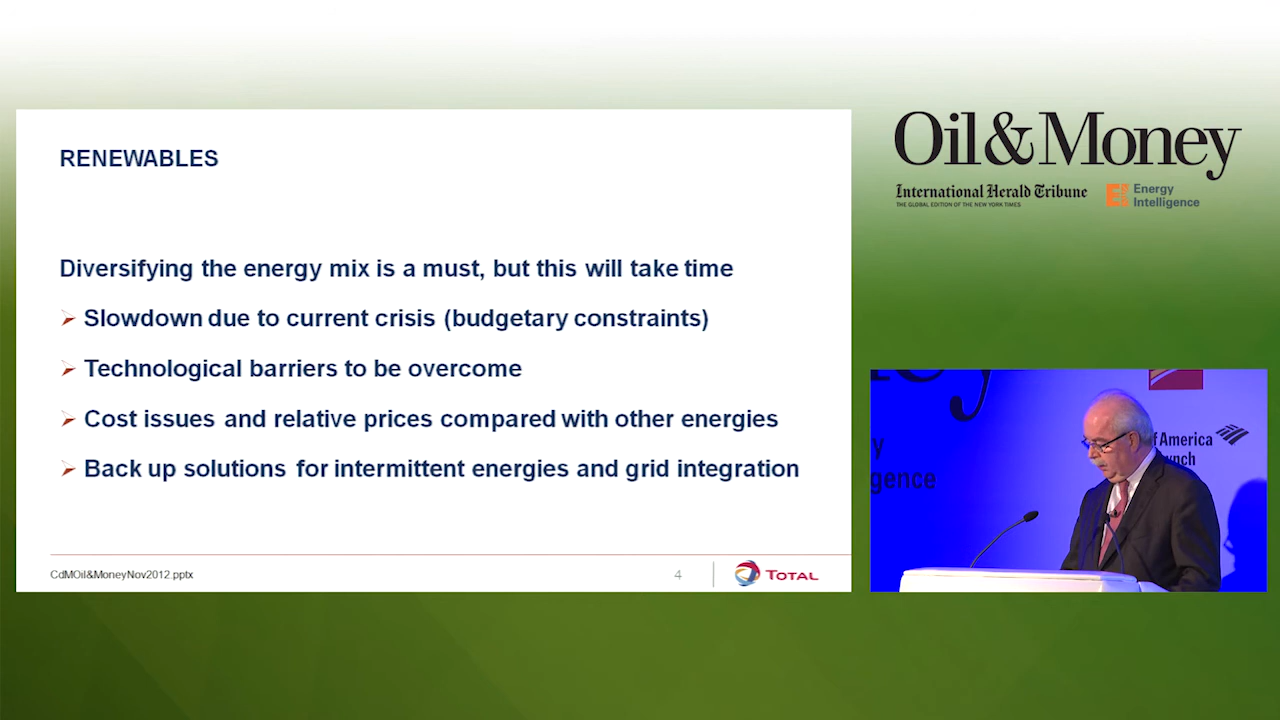 RENEWABLES
Diversifying the energy mix is a must, but this will take time
Slowdown due to current crisis (budgetary constraints)
Technological barriers to be overcome
Cost issues and relative prices compared with other energies
Back up solutions for intermittent energies and grid integration
CdMOil&MoneyNov2012.pptx
4
TOTAL
Oil&Money
International Herald Tribune
THE GLOBAL EDITION OF THE NEW YORK TIMES
Energy
Intelligence
f America
ynch
y
gence